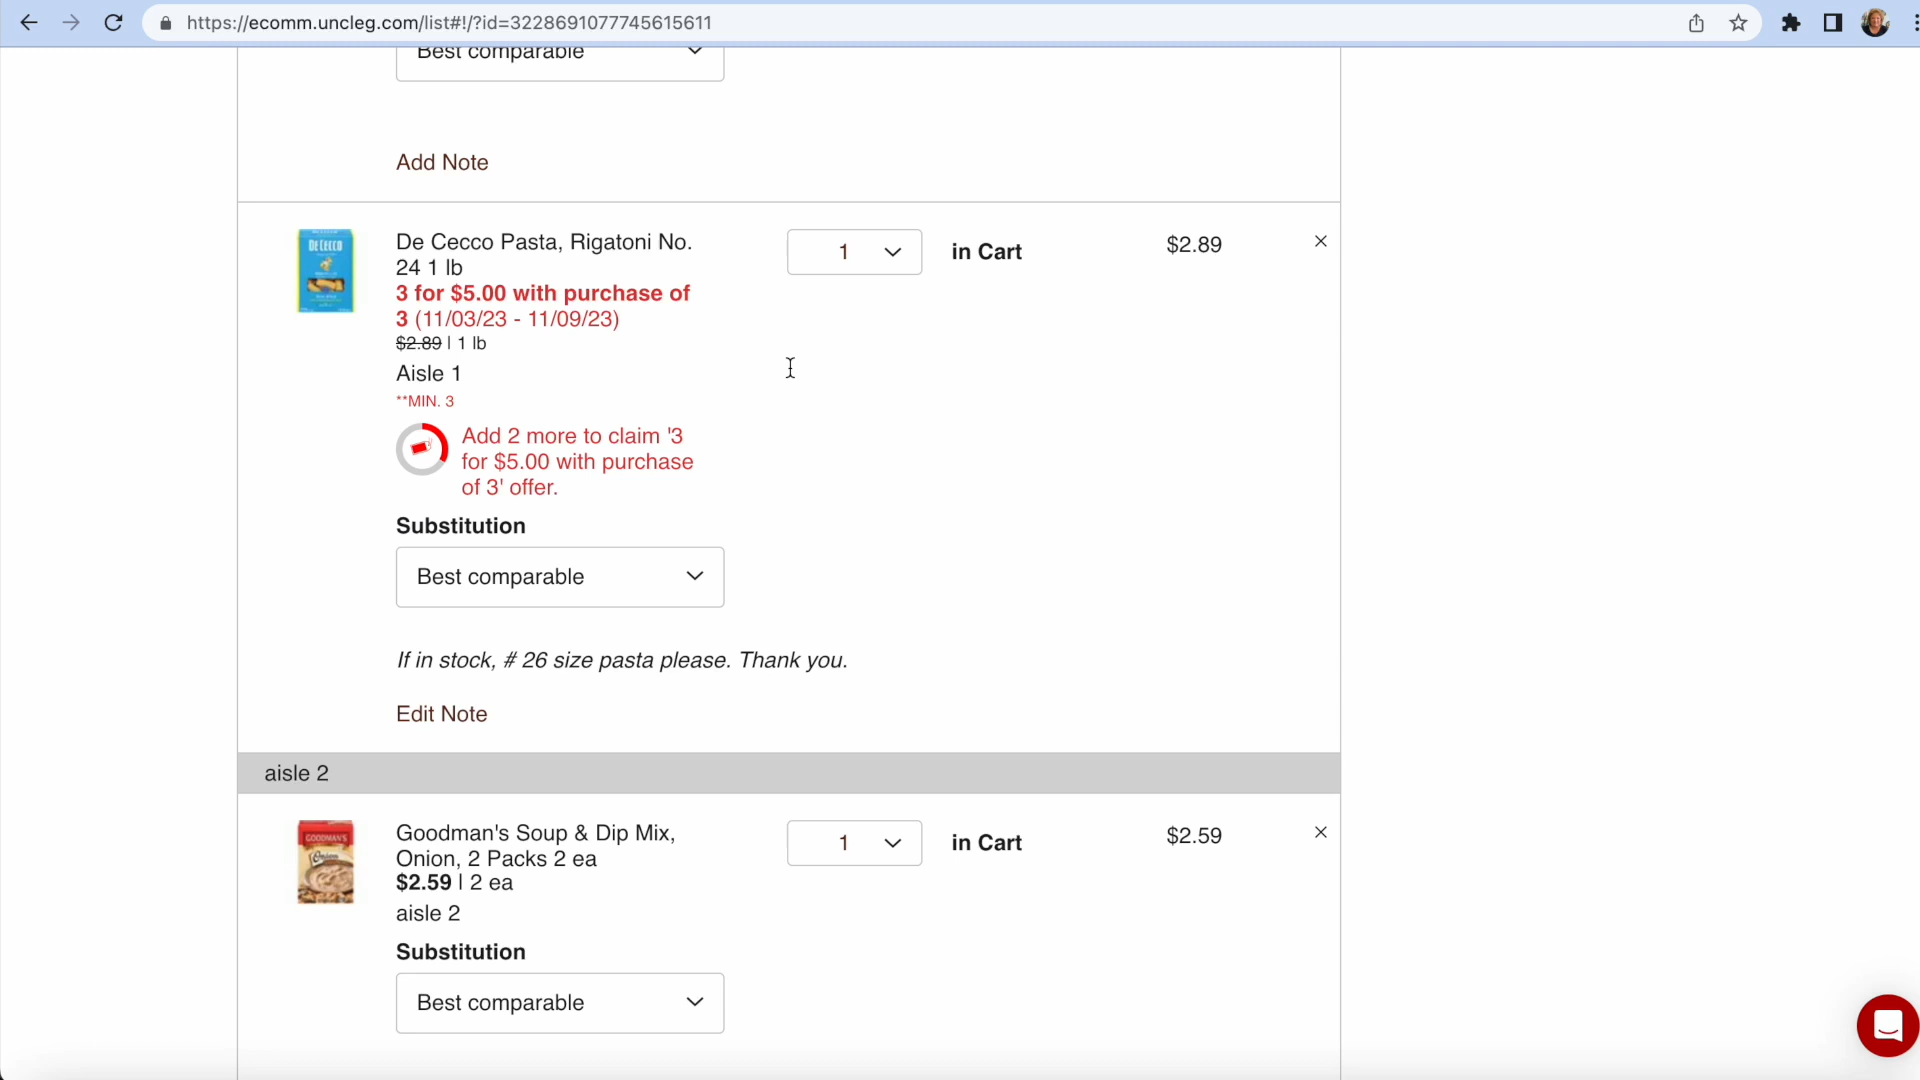 https://ecomm.uncleg.com/list#!/?id=3228691077745615611
Best comparable
Add Note
De Cecco Pasta, Rigatoni No.
24 1 lb
3 for $5.00 with purchase of
3 (11/03/23 - 11/09/23)
$2.89 | 1 lb
Aisle 1
**MIN. 3
Add 2 more to claim '3
for $5.00 with purchase
of 3' offer.
1
in Cart
$2.89
DE CECCO
Substitution
Best comparable
If in stock, # 26 size pasta please. Thank you.
Edit Note
aisle 2
GOODMAN'S
Onion
Goodman's Soup & Dip Mix,
Onion, 2 Packs 2 ea
$2.59 | 2 ea
aisle 2
1
in Cart
$2.59
Substitution
Best comparable